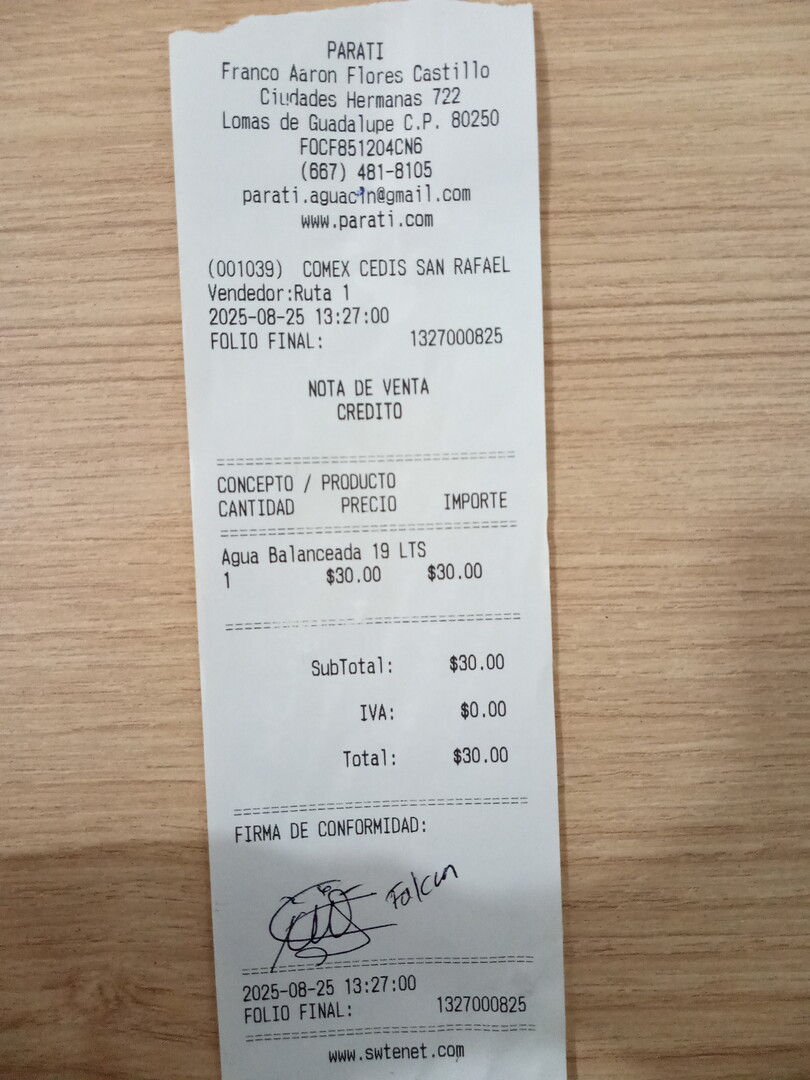 PARATI
Franco Aaron Flores Castillo
Ciudades Hermanas 722
Lomas de Guadalupe C.P. 80250
FOCF851204CN6
(667) 481-8105
parati.aguacln@gmail.com
www.parati.com
(001039) COMEX CEDIS SAN RAFAEL
Vendedor:Ruta 1
2025-08-25 13:27:00
FOLIO FINAL: 1327000825
NOTA DE VENTA
CREDITO
CONCEPTO / PRODUCTO
CANTIDAD PRECIO IMPORTE
Agua Balanceada 19 LTS
1 $30.00 $30.00
SubTotal: $30.00
IVA: $0.00
Total: $30.00
FIRMA DE CONFORMIDAD:
Falcon
2025-08-25 13:27:00
FOLIO FINAL: 1327000825
www.swtenet.com